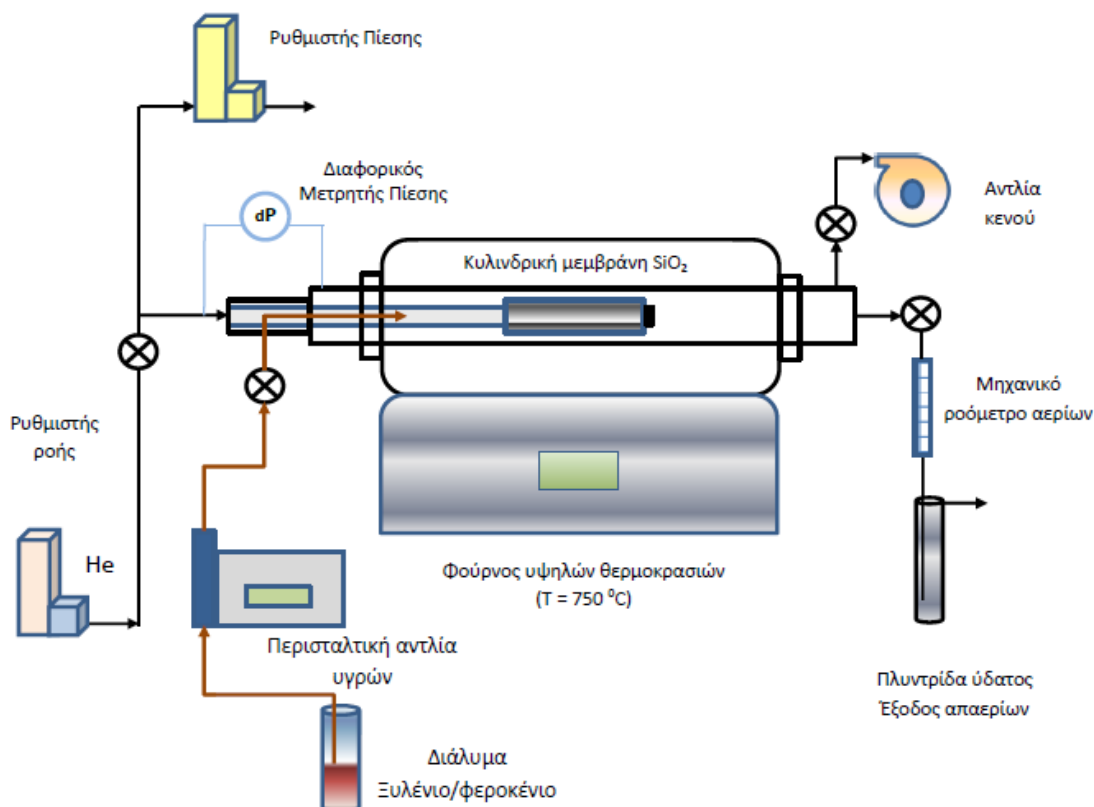 Ρυθμιστής Πίεσης
Διαφορικός
Μετρητής Πίεσης
dP
Αντλία
κενού
Κυλινδρική μεμβράνη SiO₂
Μηχανικό
ροόμετρο αερίων
Ρυθμιστής
ροής
He
Φούρνος υψηλών θερμοκρασιών
(T = 750 ⁰C)
Περισταλτική αντλία
υγρών
Πλυντρίδα ύδατος
Έξοδος απαερίων
Διάλυμα
Ξυλένιο/φεροκένιο